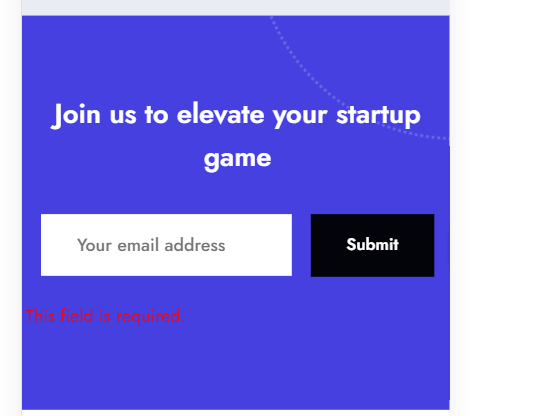 Join us to elevate your startup
game
Your email address
Submit
This field is required.